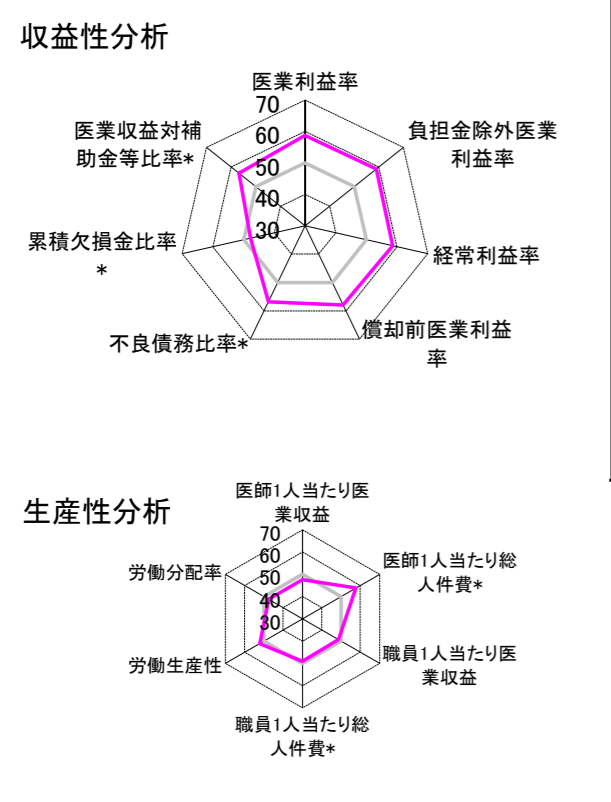 収益性分析
医業利益率
70
60
50
40
30
負担金除外医業
利益率
経常利益率
償却前医業利益
率
不良債務比率*
累積欠損金比率
*
医業収益対補
助金等比率*
生産性分析
医師1人当たり医
業収益
70
60
50
40
30
医師1人当たり総
人件費*
職員1人当たり医
業収益
職員1人当たり総
人件費*
労働生産性
労働分配率